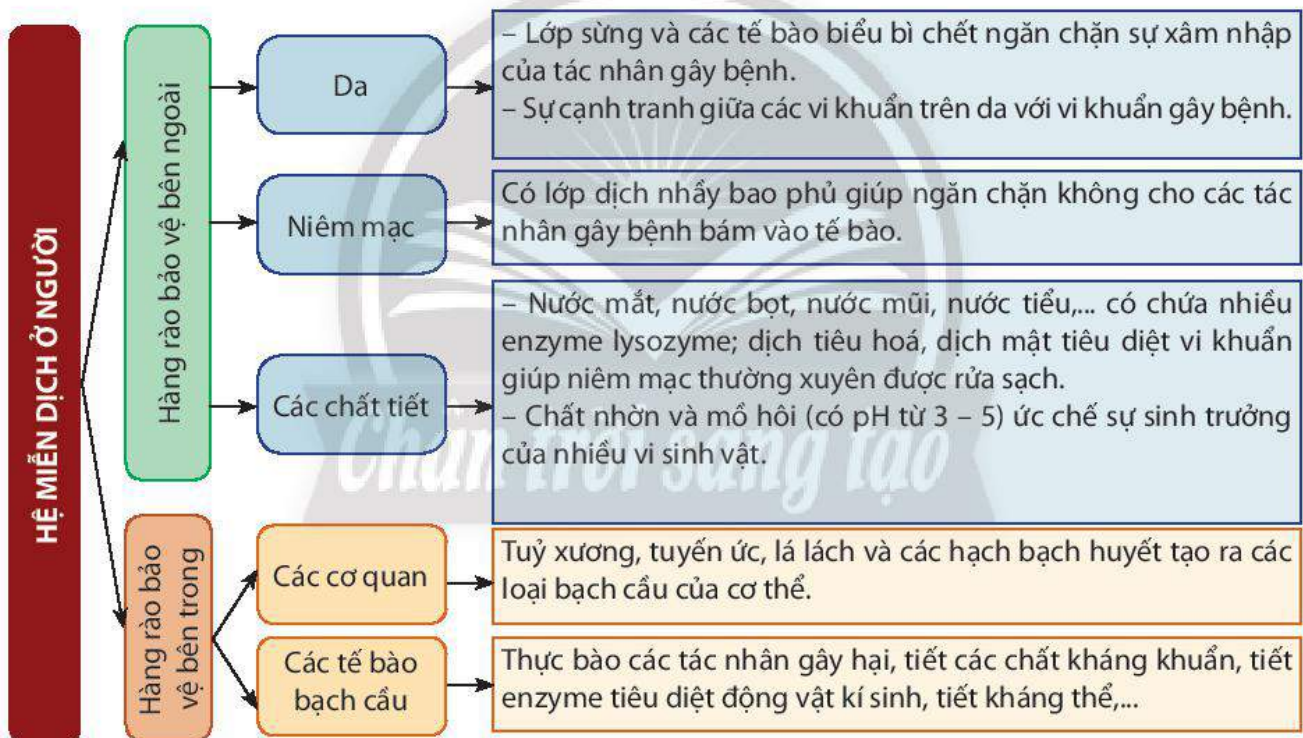 HỆ MIỄN DỊCH Ở NGƯỜI
Hàng rào bảo vệ bên ngoài
Da
– Lớp sừng và các tế bào biểu bì chết ngăn chặn sự xâm nhập
của tác nhân gây bệnh.
– Sự cạnh tranh giữa các vi khuẩn trên da với vi khuẩn gây bệnh.
Niêm mạc
Có lớp dịch nhầy bao phủ giúp ngăn chặn không cho các tác
nhân gây bệnh bám vào tế bào.
Các chất tiết
– Nước mắt, nước bọt, nước mũi, nước tiểu,... có chứa nhiều
enzyme lysozyme; dịch tiêu hoá, dịch mật tiêu diệt vi khuẩn
giúp niêm mạc thường xuyên được rửa sạch.
– Chất nhờn và mồ hôi (có pH từ 3 – 5) ức chế sự sinh trưởng
của nhiều vi sinh vật.
Chân trời sáng tạo
Hàng rào bảo
vệ bên trong
Các cơ quan
Tuỷ xương, tuyến ức, lá lách và các hạch bạch huyết tạo ra các
loại bạch cầu của cơ thể.
Các tế bào
bạch cầu
Thực bào các tác nhân gây hại, tiết các chất kháng khuẩn, tiết
enzyme tiêu diệt động vật kí sinh, tiết kháng thể,...